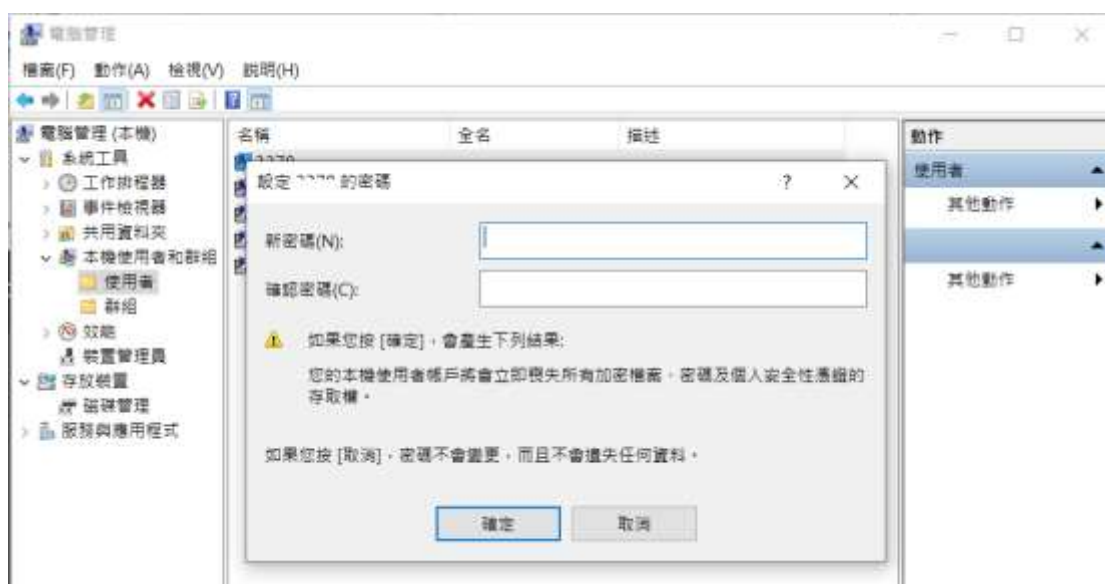 電腦管理
檔案(F) 動作(A) 檢視(V) 說明(H)
電腦管理 (本機)
系統工具
工作排程器
事件檢視器
共用資料夾
本機使用者和群組
使用者
群組
效能
裝置管理員
存放裝置
磁碟管理
服務與應用程式
名稱 全名 描述
設定 的密碼
新密碼(N):
確認密碼(C):
如果您按 [確定]，會產生下列結果:
您的本機使用者帳戶將會立即喪失所有加密檔案、密碼及個人安全性憑證的
存取權。
如果您按 [取消]，密碼不會變更，而且不會遺失任何資料。
確定 取消
動作
使用者
其他動作
其他動作